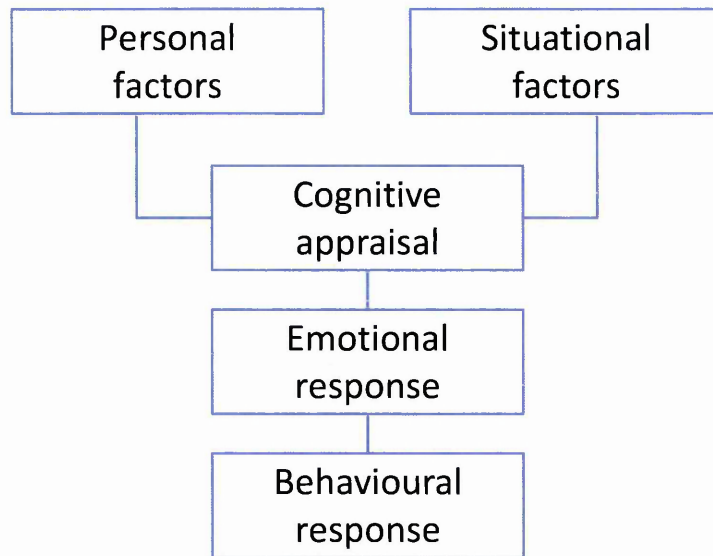 Personal
factors
Situational
factors
Cognitive
appraisal
Emotional
response
Behavioural
response